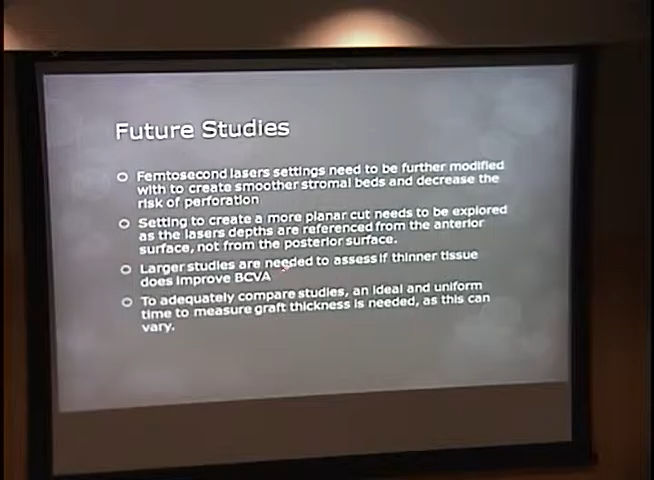 Future Studies
Femtosecond lasers settings need to be further modified
with to create smoother stromal beds and decrease the
risk of perforation
Setting to create a more planar cut needs to be explored
as the lasers depths are referenced from the anterior
surface, not from the posterior surface.
Larger studies are needed to assess if thinner tissue
does improve BCVA
To adequately compare studies, an ideal and uniform
time to measure graft thickness is needed, as this can
vary.